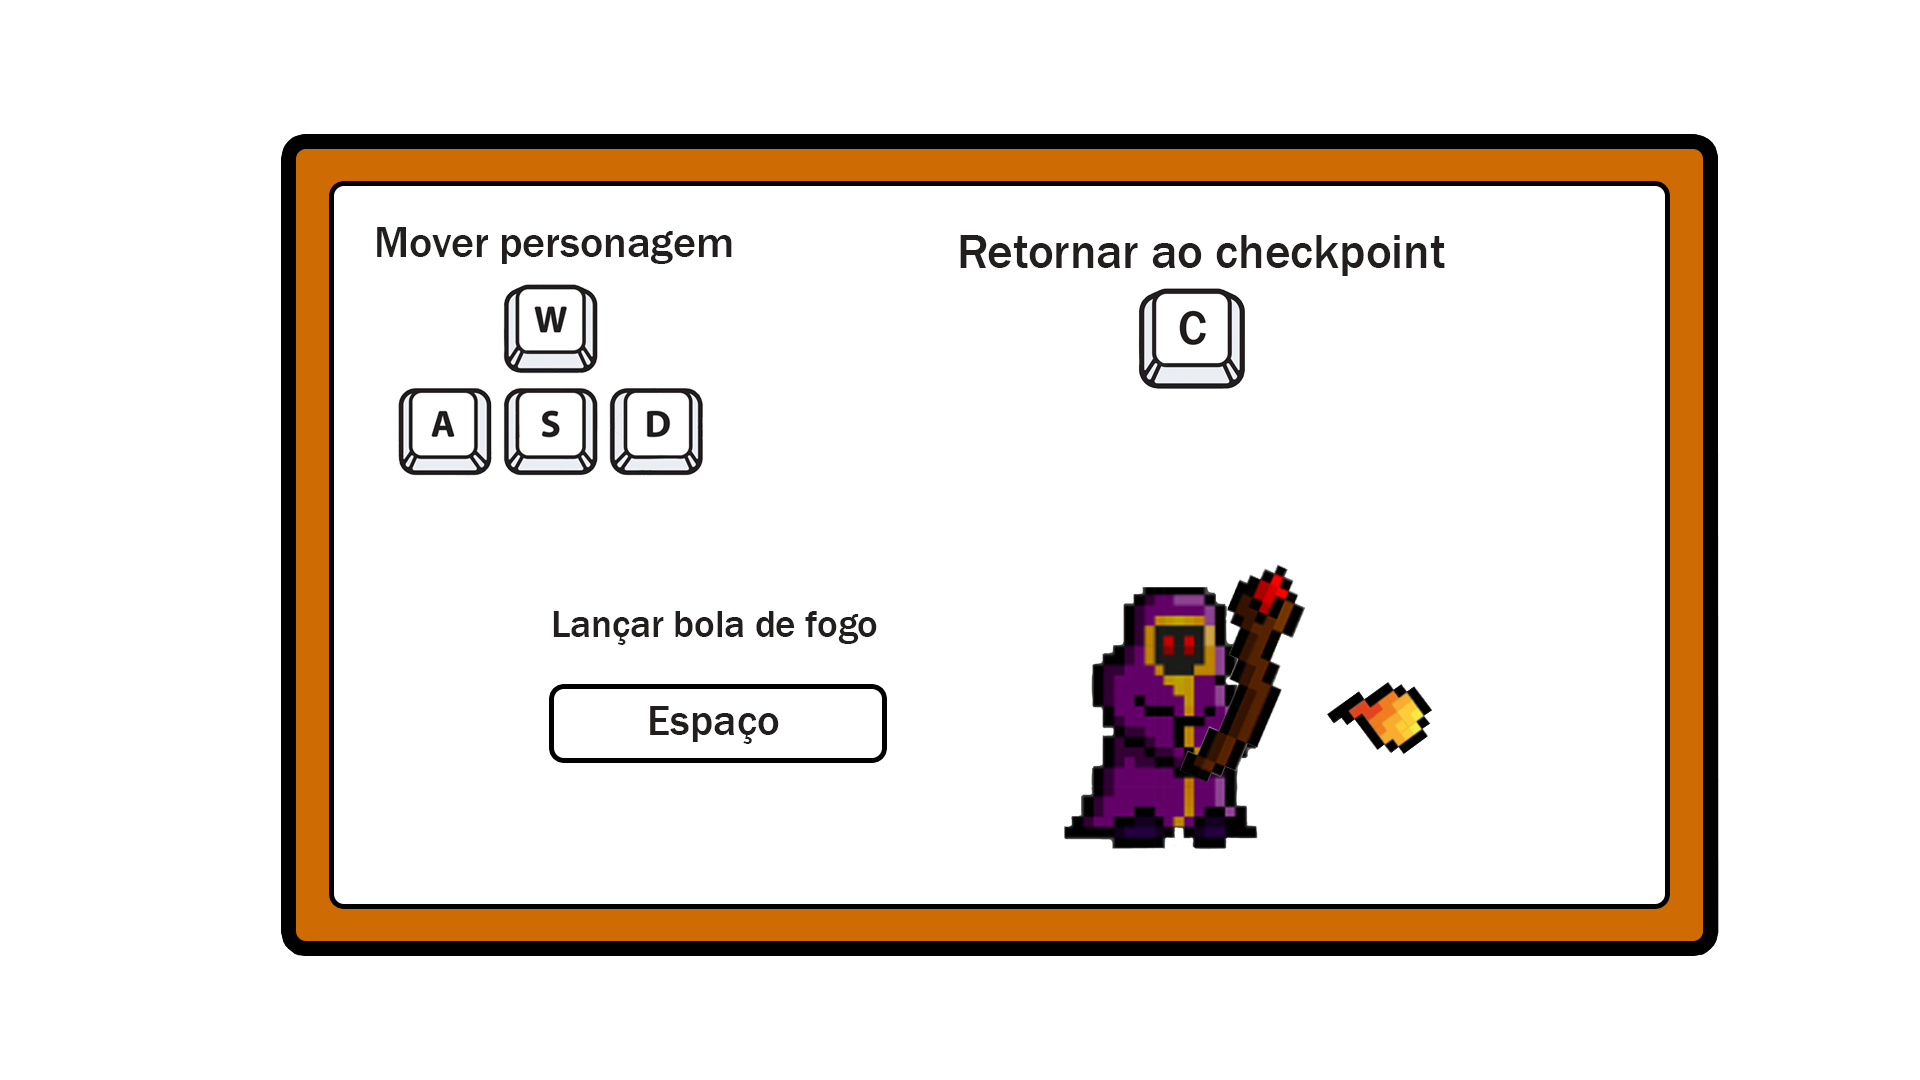 Mover personagem
W
A S D
Retornar ao checkpoint
C
Lançar bola de fogo
Espaço